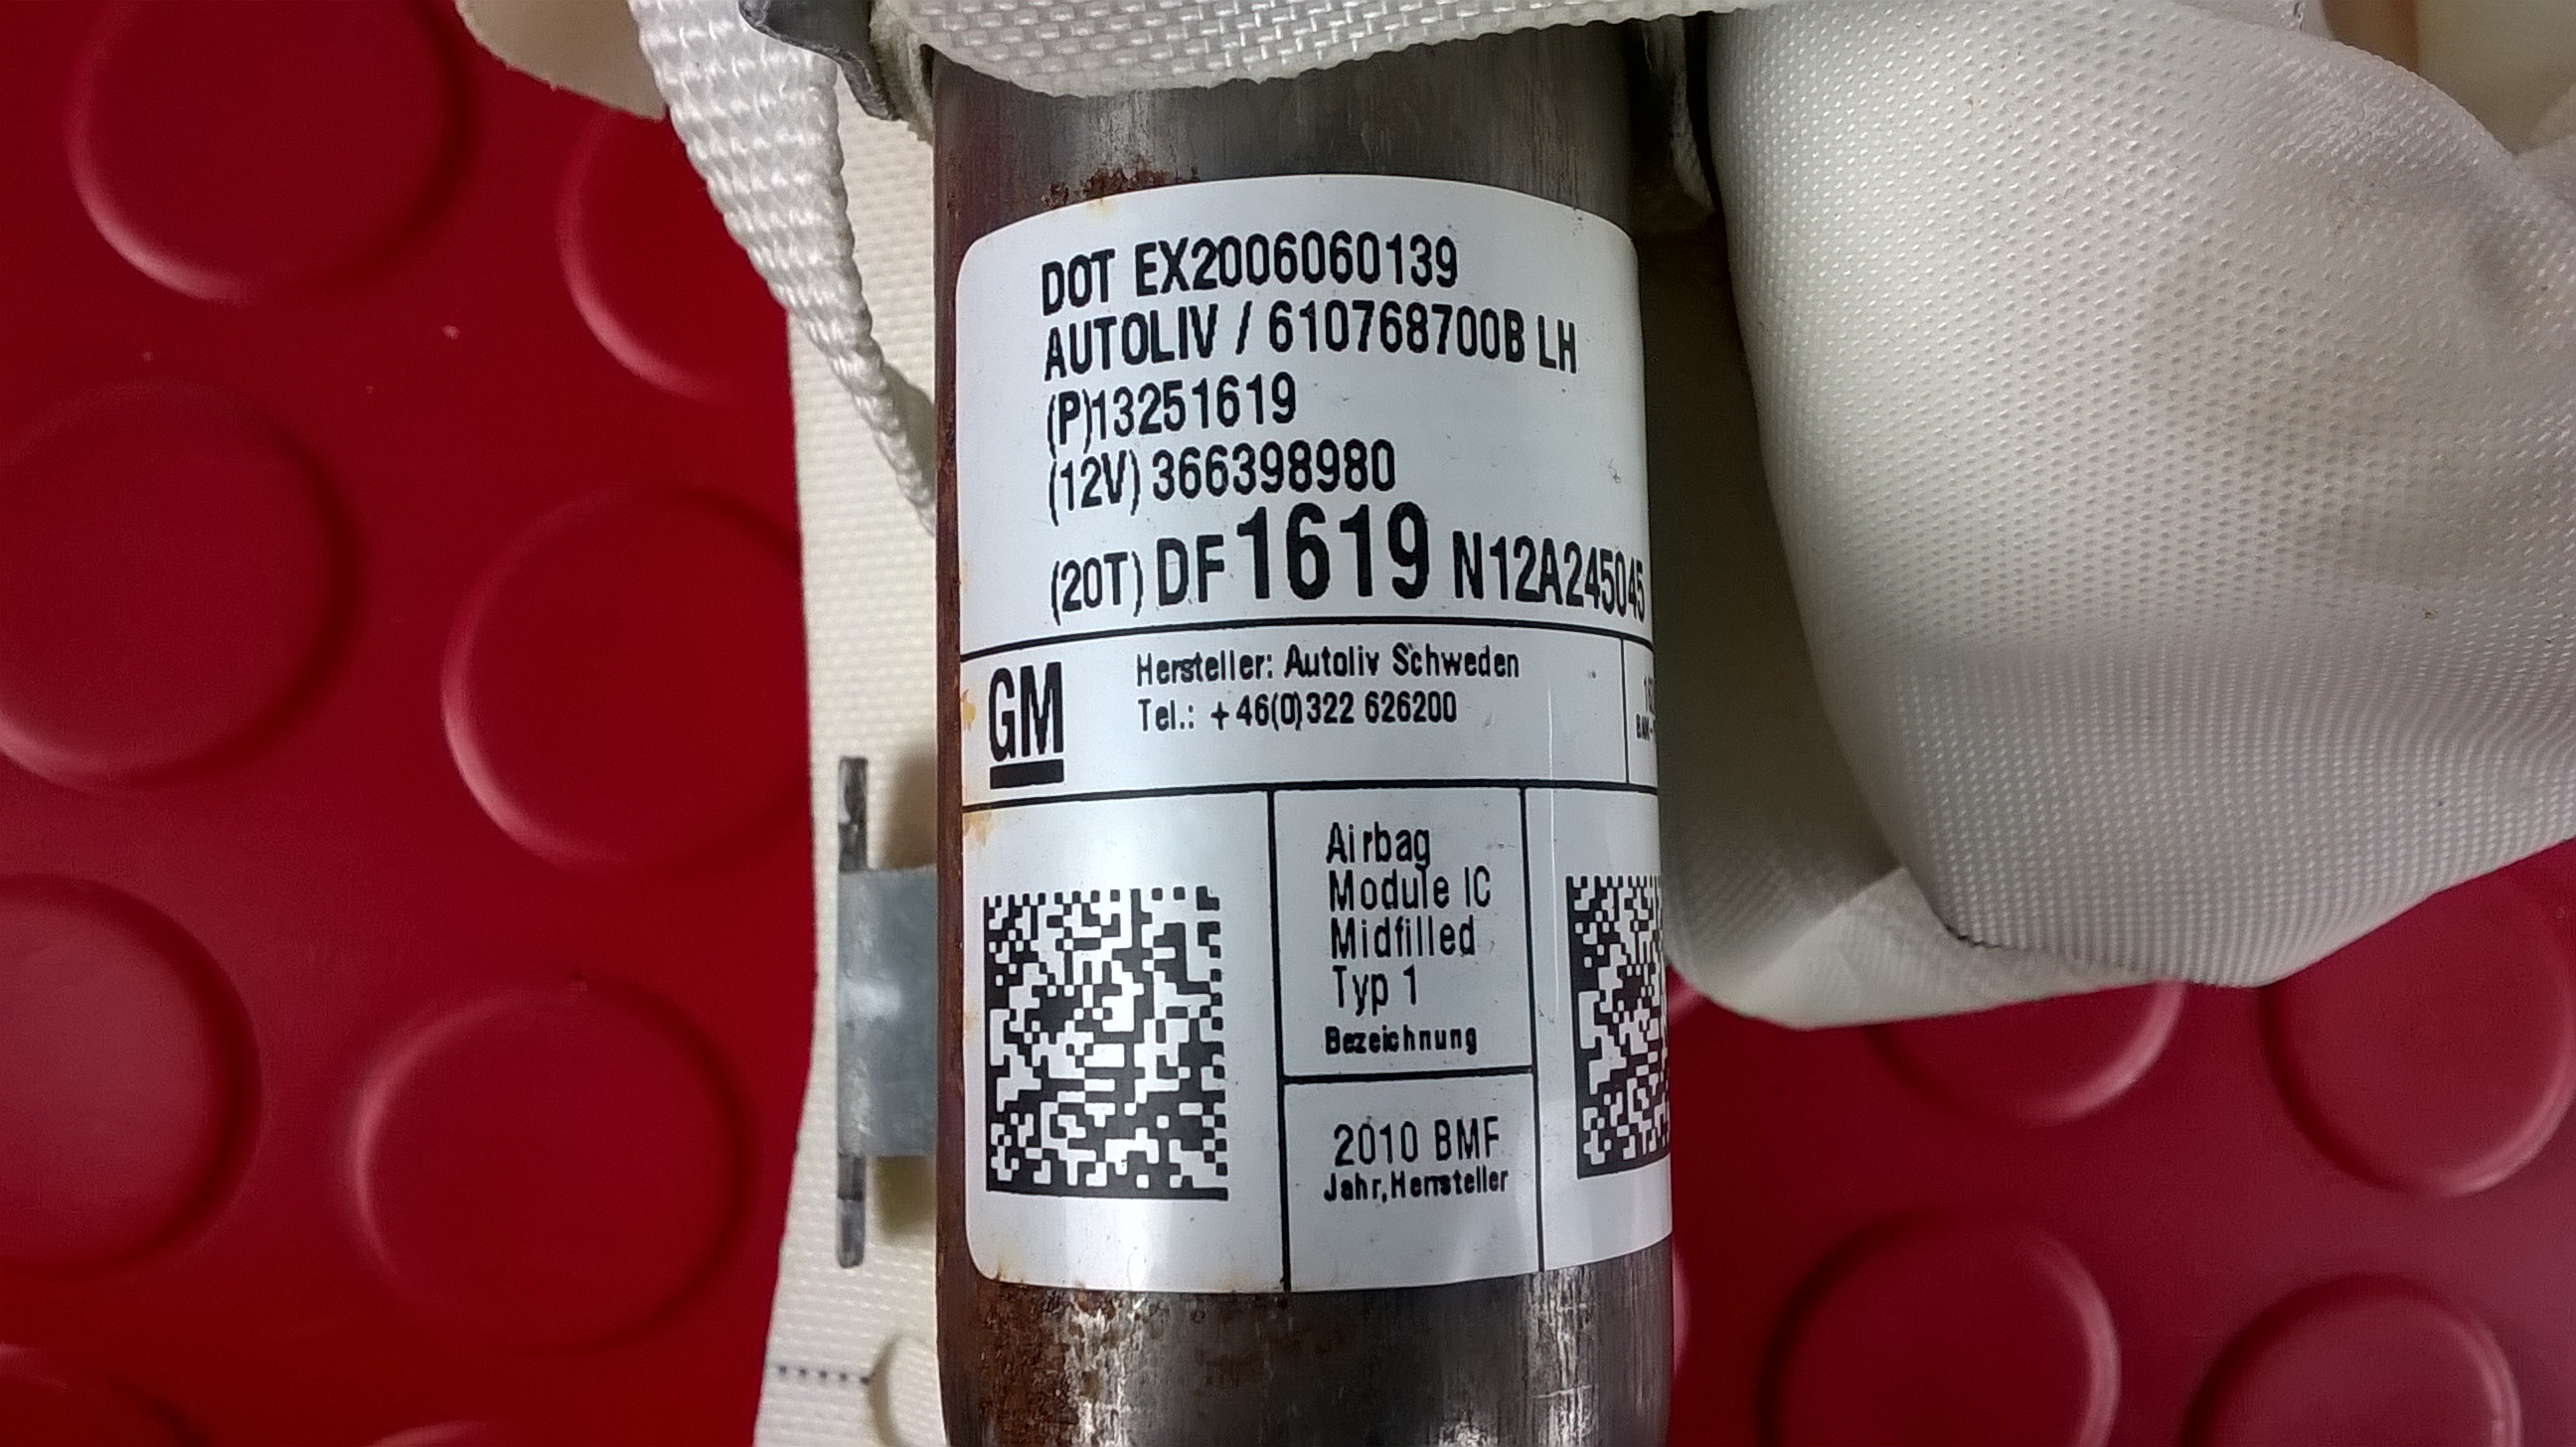 DOT EX2006060139
AUTOLIV / 610768700B LH
(P)13251619
(12V) 366398980
(20T) DF 1619 N12A245045
GM
Hersteller: Autoliv Schweden
Tel.: +46(0)322 626200
Airbag
Module IC
Midfilled
Typ 1
Bezeichnung
2010 BMF
Jahr,Hersteller